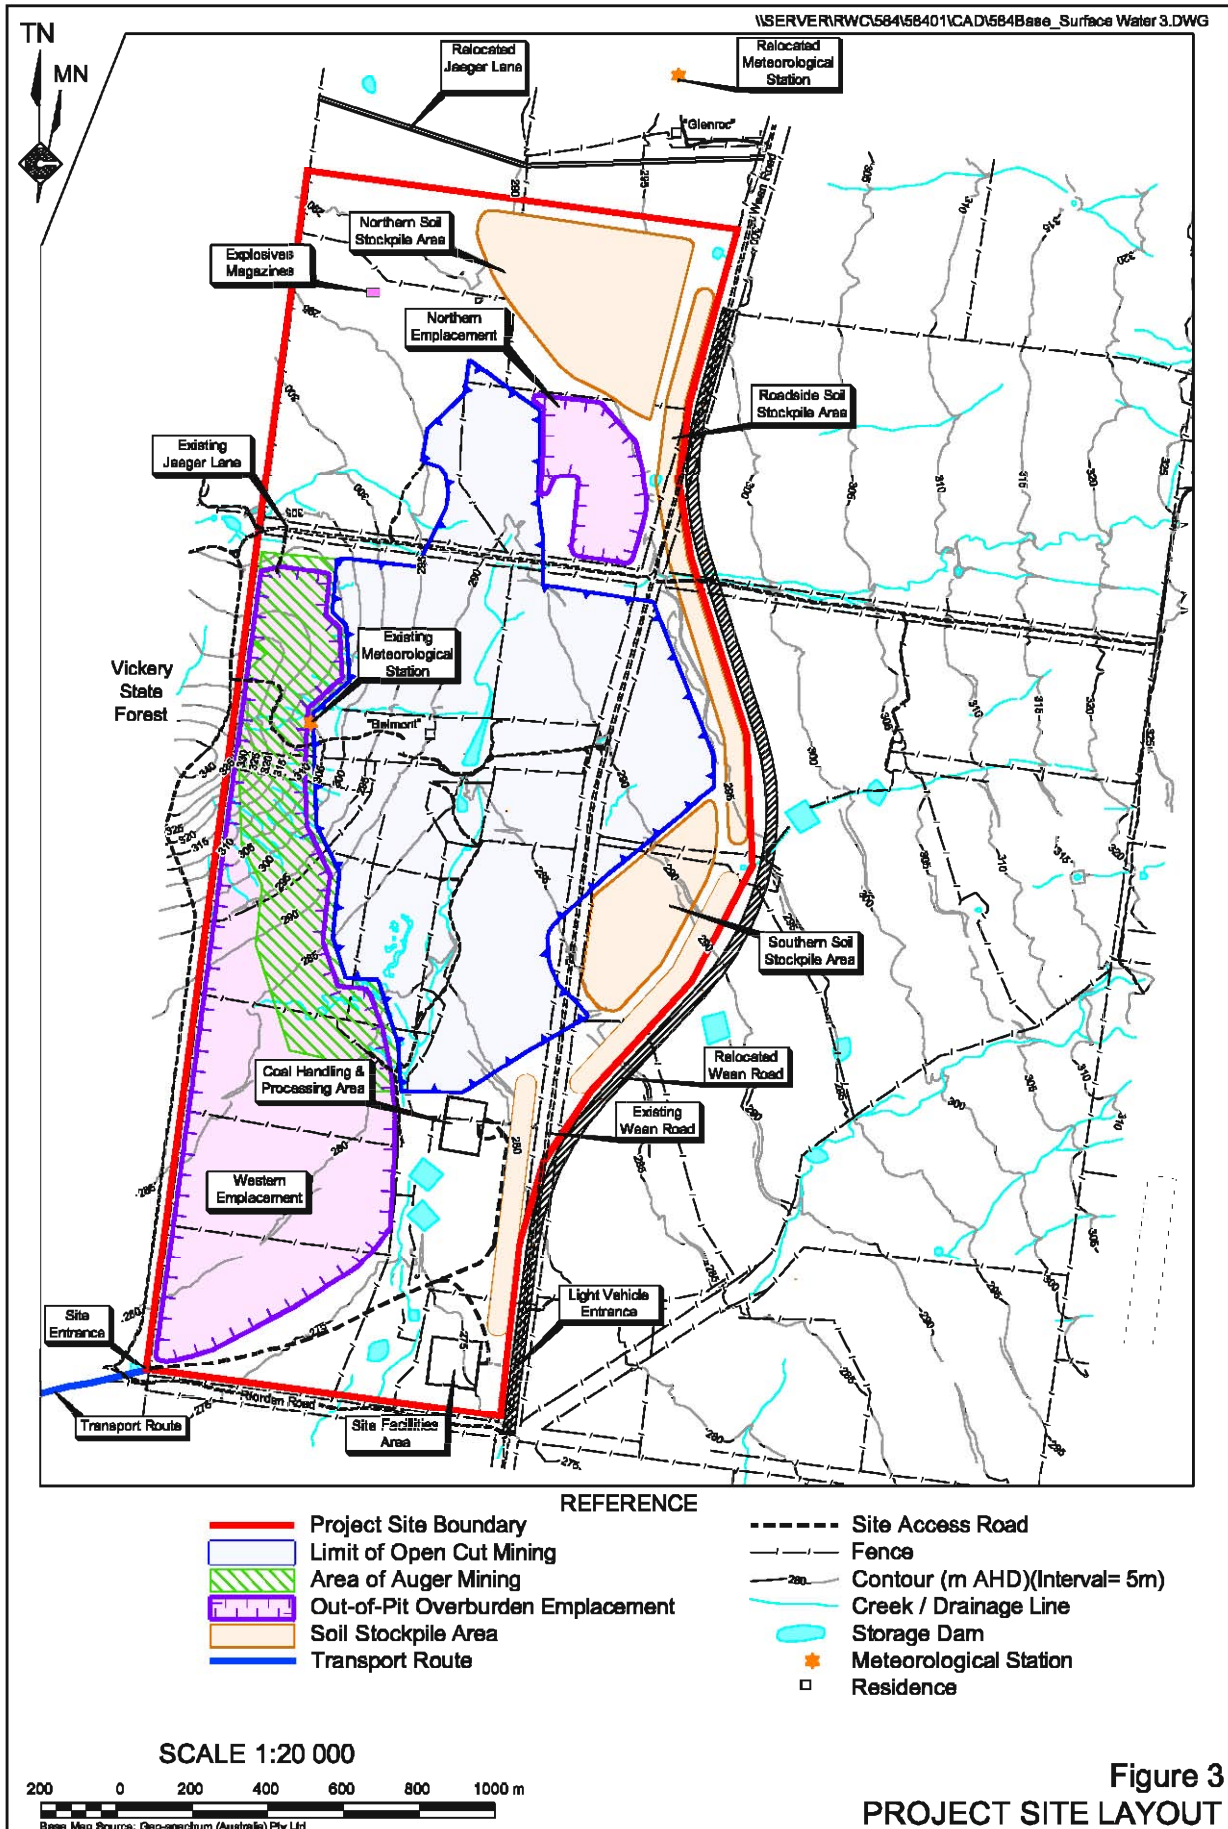 \\SERVER\RWC\584\58401\CAD\584Base_Surface Water 3.DWG
TN
MN
Relocated
Jaeger Lane
Relocated
Meteorological
Station
"Glenroc"
Northern Soil
Stockpile Area
Explosives
Magazines
Northern
Emplacement
Roadside Soil
Stockpile Area
Existing
Jaeger Lane
Existing
Meteorological
Station
Vickery
State
Forest
"Belmont"
Southern Soil
Stockpile Area
Relocated
Wean Road
Coal Handling &
Processing Area
Existing
Wean Road
Western
Emplacement
Light Vehicle
Entrance
Site
Entrance
Riordan Road
Transport Route
Site Facilities
Area
REFERENCE
Project Site Boundary
Limit of Open Cut Mining
Area of Auger Mining
Out-of-Pit Overburden Emplacement
Soil Stockpile Area
Transport Route
Site Access Road
Fence
280 Contour (m AHD)(Interval= 5m)
Creek / Drainage Line
Storage Dam
Meteorological Station
Residence
SCALE 1:20 000
200 0 200 400 600 800 1000 m
Base Map Source: Geo-spectrum (Australia) Pty Ltd
Figure 3
PROJECT SITE LAYOUT